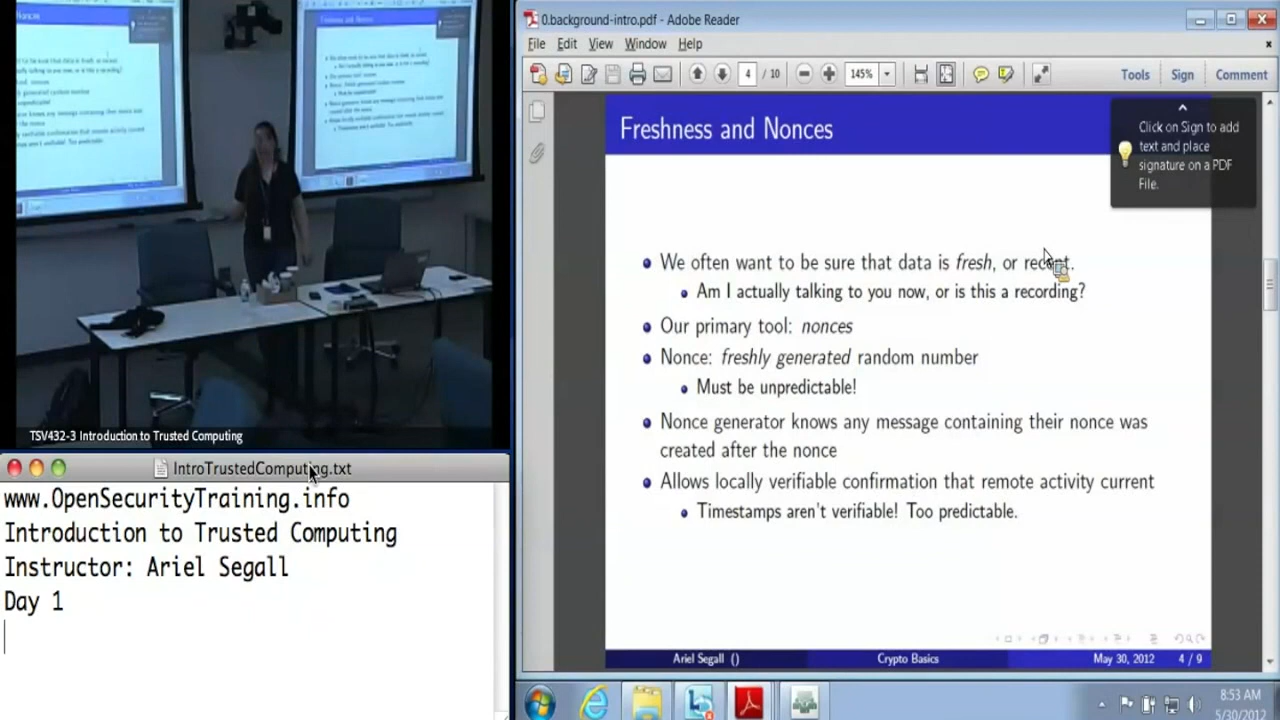 TSV432-3 Introduction to Trusted Computing
IntroTrustedComputing.txt
www.OpenSecurityTraining.info
Introduction to Trusted Computing
Instructor: Ariel Segall
Day 1
0.background-intro.pdf - Adobe Reader
File Edit View Window Help
4 / 10 145% Tools Sign Comment
Freshness and Nonces
Click on Sign to add
text and place
signature on a PDF
File.
We often want to be sure that data is fresh, or recent.
Am I actually talking to you now, or is this a recording?
Our primary tool: nonces
Nonce: freshly generated random number
Must be unpredictable!
Nonce generator knows any message containing their nonce was
created after the nonce
Allows locally verifiable confirmation that remote activity current
Timestamps aren't verifiable! Too predictable.
Ariel Segall () Crypto Basics May 30, 2012 4 / 9
8:53 AM
5/30/2012